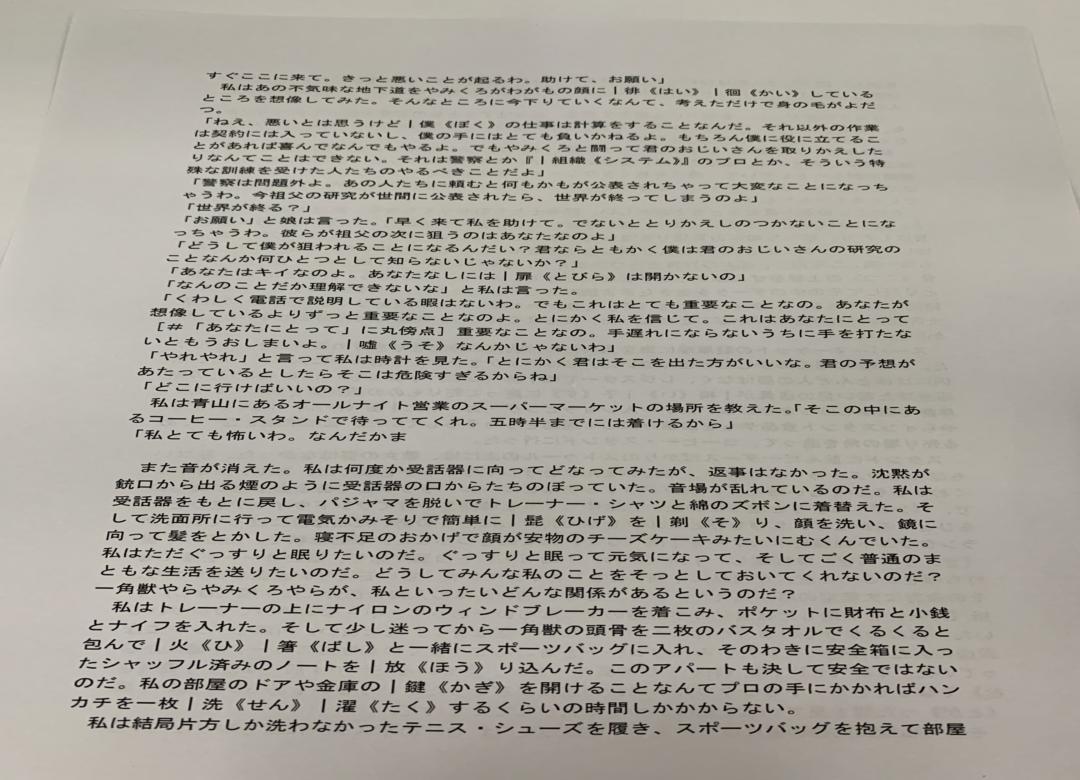 すぐここに来て。きっと悪いことが起るわ。助けて、お願い」
私はあの不気味な地下道をやみくろがわがもの顔に|徘《はい》|徊《かい》している
ところを想像してみた。そんなところに今下りていくなんて、考えただけで身の毛がよだ
つ。
「ねえ、悪いとは思うけど|僕《ぼく》の仕事は計算をすることなんだ。それ以外の作業
は契約には入っていないし、僕の手にはとても負いかねるよ。もちろん僕に役に立てるこ
とがあれば喜んでなんでもやるよ。でもやみくろと闘って君のおじいさんを取りかえした
りなんてことはできない。それは警察とか『|組織《システム》』のプロとか、そういう特
殊な訓練を受けた人たちのやるべきことだよ」
「警察は問題外よ。あの人たちに頼むと何もかもが公表されちゃって大変なことになっち
ゃうわ。今祖父の研究が世間に公表されたら、世界が終ってしまうのよ」
「世界が終る?」
「お願い」と娘は言った。「早く来て私を助けて。でないととりかえしのつかないことにな
っちゃうわ。彼らが祖父の次に狙うのはあなたなのよ」
「どうして僕が狙われることになるんだい?君ならともかく僕は君のおじいさんの研究の
ことなんか何ひとつとして知らないじゃないか?」
「あなたはキイなのよ。あなたなしには|扉《とびら》は開かないの」
「なんのことだか理解できないな」と私は言った。
「くわしく電話で説明している暇はないわ。でもこれはとても重要なことなの。あなたが
想像しているよりずっと重要なことなのよ。とにかく私を信じて。これはあなたにとって
[#「あなたにとって」に丸傍点]重要なことなの。手遅れにならないうちに手を打たな
いともうおしまいよ。|嘘《うそ》なんかじゃないわ」
「やれやれ」と言って私は時計を見た。「とにかく君はそこを出た方がいいな。君の予想が
あたっているとしたらそこは危険すぎるからね」
「どこに行けばいいの?」
私は青山にあるオールナイト営業のスーパーマーケットの場所を教えた。「そこの中にあ
るコーヒー・スタンドで待っててくれ。五時半までには着けるから」
「私とても怖いわ。なんだかま
また音が消えた。私は何度か受話器に向ってどなってみたが、返事はなかった。沈黙が
銃口から出る煙のように受話器の口からたちのぼっていた。音場が乱れているのだ。私は
受話器をもとに戻し、パジャマを脱いでトレーナー・シャツと綿のズボンに着替えた。そ
して洗面所に行って電気かみそりで簡単に|髭《ひげ》を|剃《そ》り、顔を洗い、鏡に
向って髪をとかした。寝不足のおかげで顔が安物のチーズケーキみたいにむくんでいた。
私はただぐっすりと眠りたいのだ。ぐっすりと眠って元気になって、そしてごく普通のま
ともな生活を送りたいのだ。どうしてみんな私のことをそっとしておいてくれないのだ?
一角獣やらやみくろやらが、私といったいどんな関係があるというのだ?
私はトレーナーの上にナイロンのウィンドブレーカーを着こみ、ポケットに財布と小銭
とナイフを入れた。そして少し迷ってから一角獣の頭骨を二枚のバスタオルでくるくると
包んで|火《ひ》|箸《ばし》と一緒にスポーツバッグに入れ、そのわきに安全箱に入っ
たシャッフル済みのノートを|放《ほう》り込んだ。このアパートも決して安全ではない
のだ。私の部屋のドアや金庫の|鍵《かぎ》を開けることなんてプロの手にかかればハン
カチを一枚|洗《せん》|濯《たく》するくらいの時間しかかからない。
私は結局片方しか洗わなかったテニス・シューズを履き、スポーツバッグを抱えて部屋